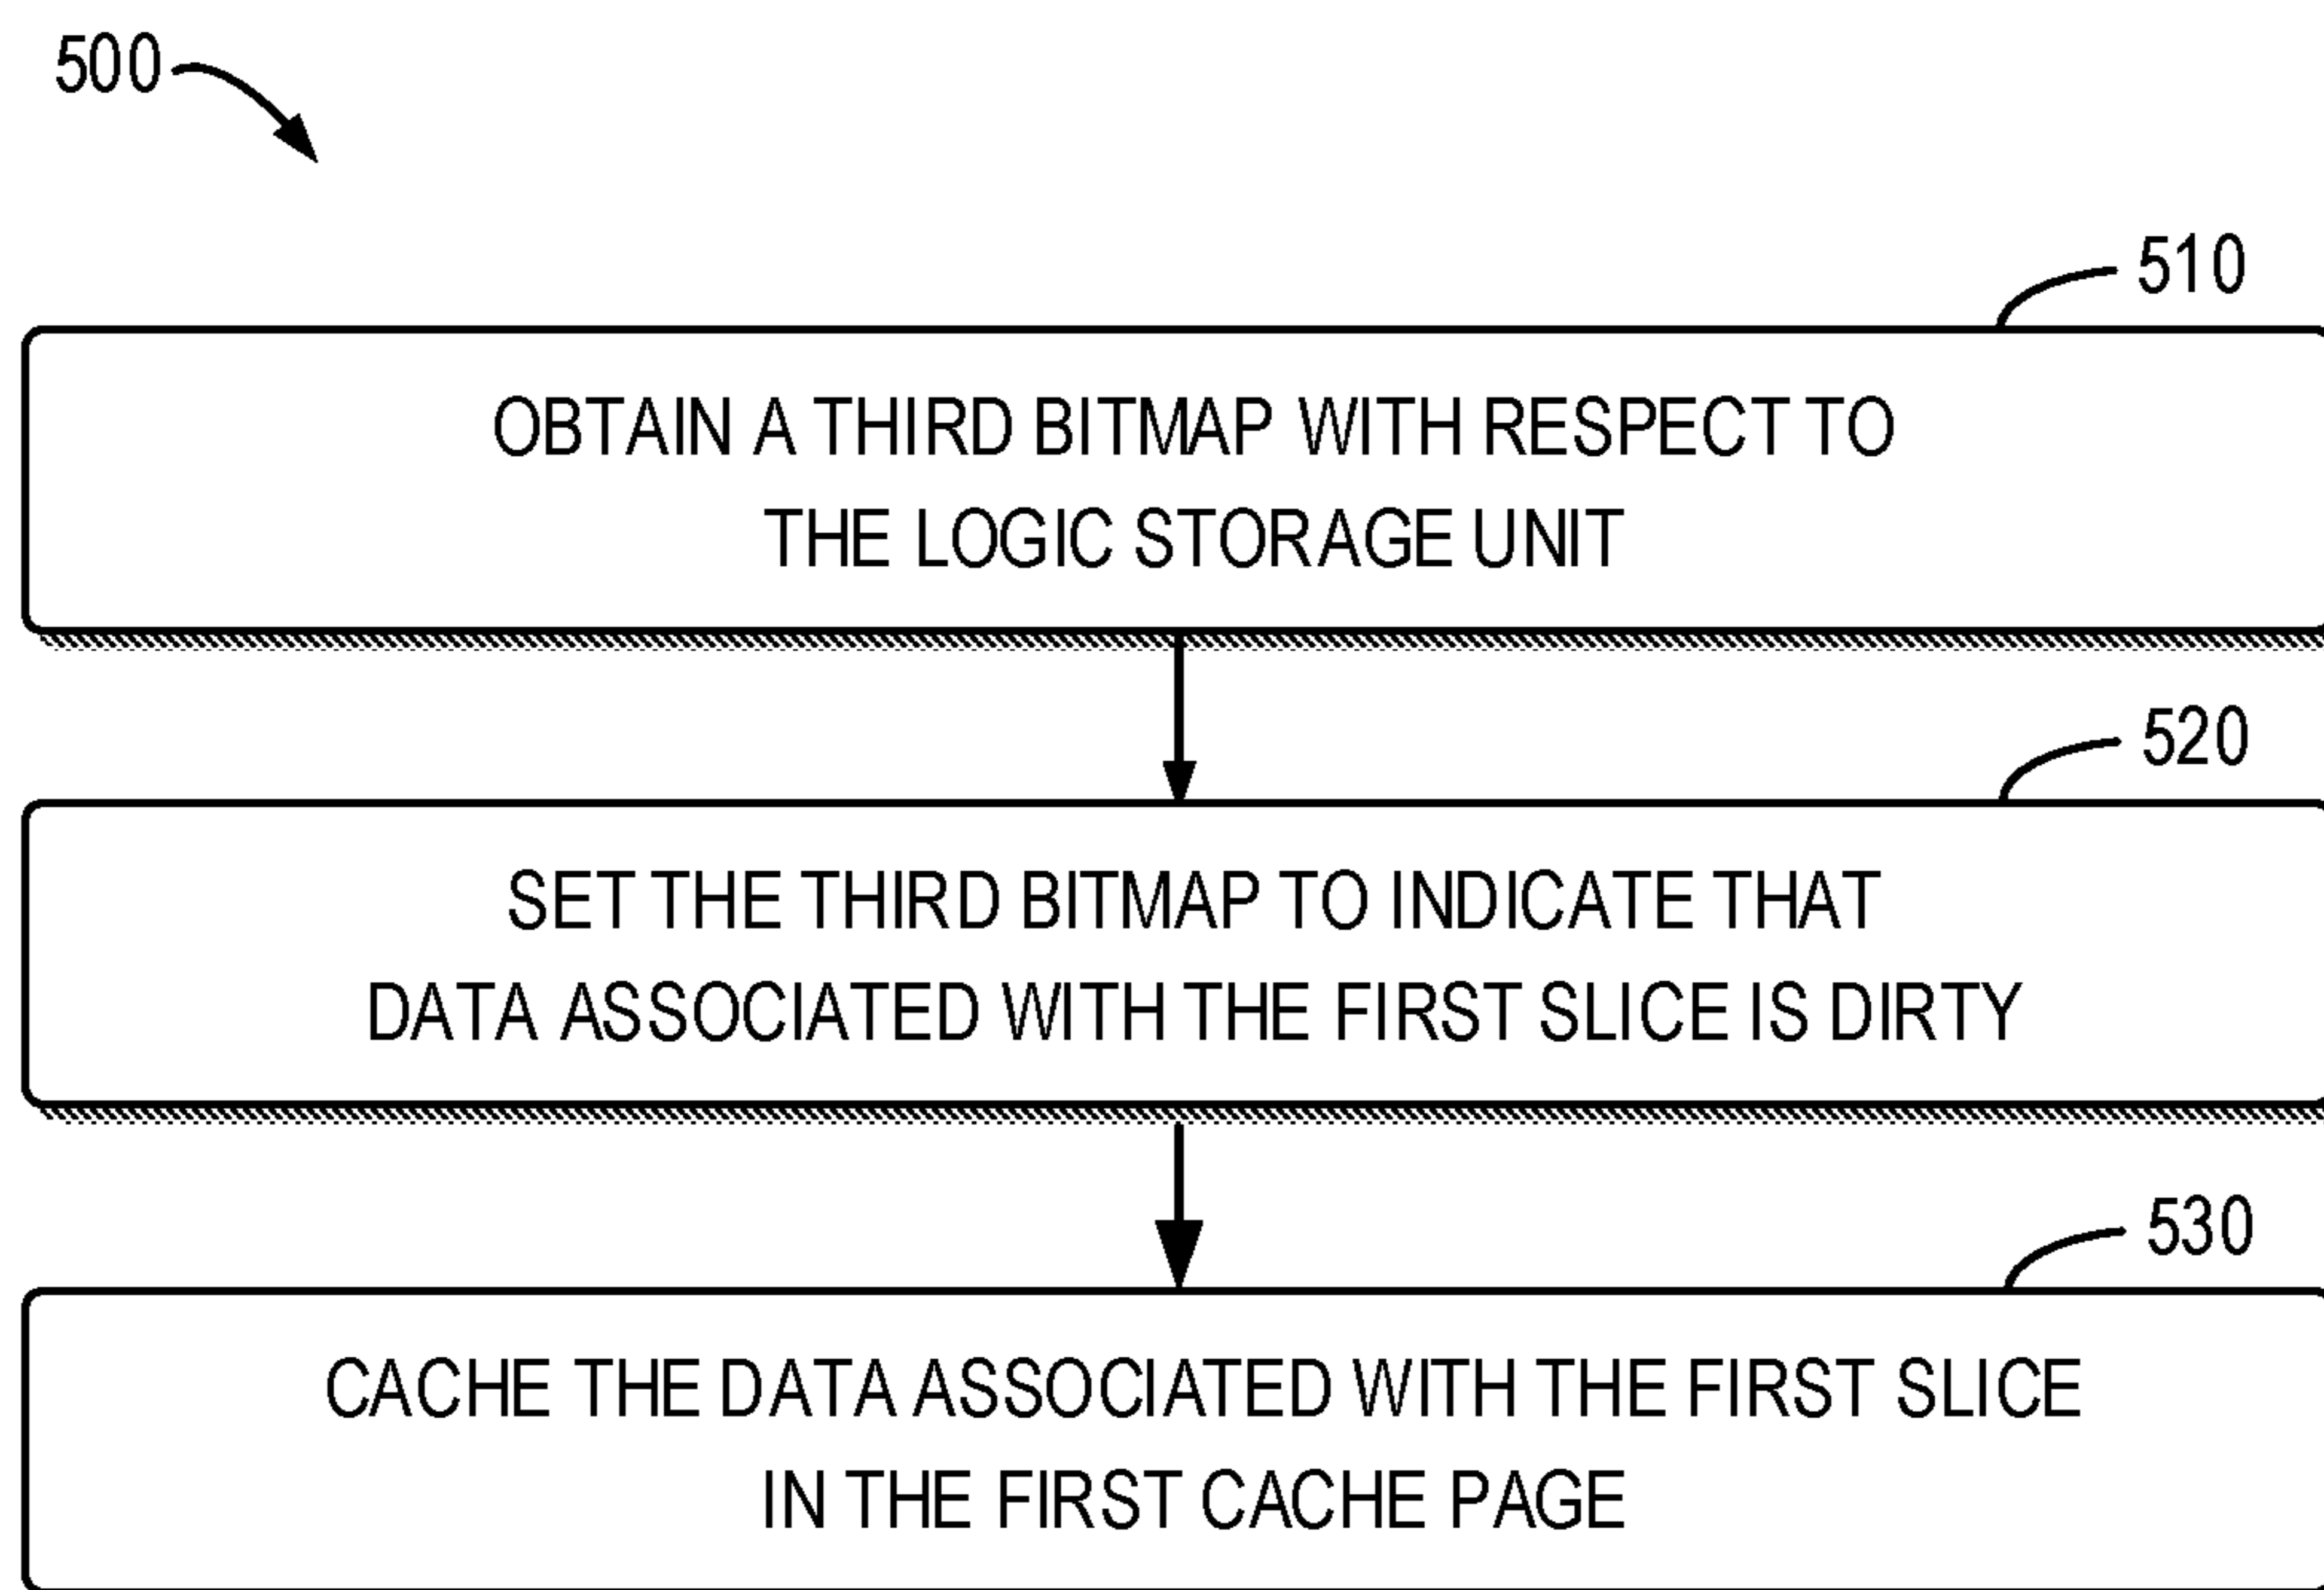 500
510
OBTAIN A THIRD BITMAP WITH RESPECT TO
THE LOGIC STORAGE UNIT
520
SET THE THIRD BITMAP TO INDICATE THAT
DATA ASSOCIATED WITH THE FIRST SLICE IS DIRTY
530
CACHE THE DATA ASSOCIATED WITH THE FIRST SLICE
IN THE FIRST CACHE PAGE